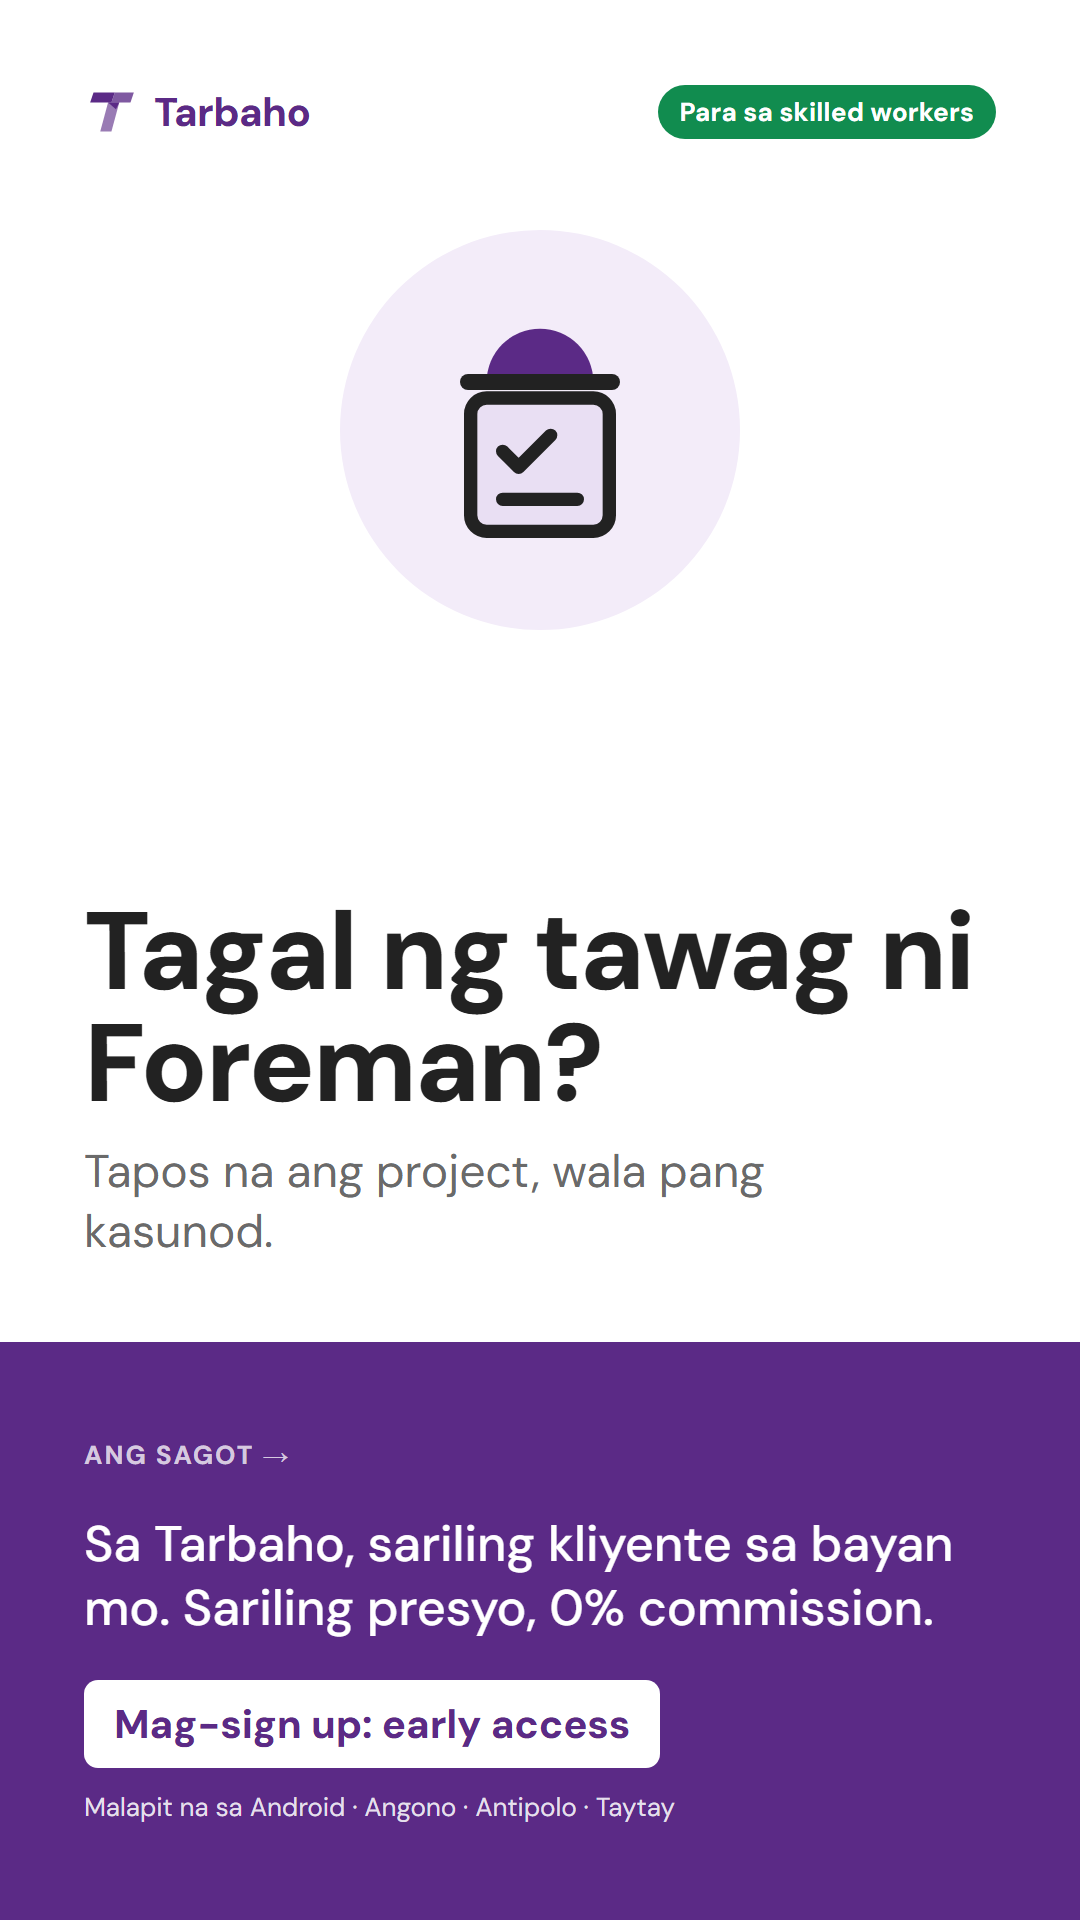 Tarbaho
Para sa skilled workers
Tagal ng tawag ni
Foreman?
Tapos na ang project, wala pang
kasunod.
ANG SAGOT →
Sa Tarbaho, sariling kliyente sa bayan
mo. Sariling presyo, 0% commission.
Mag-sign up: early access
Malapit na sa Android · Angono · Antipolo · Taytay